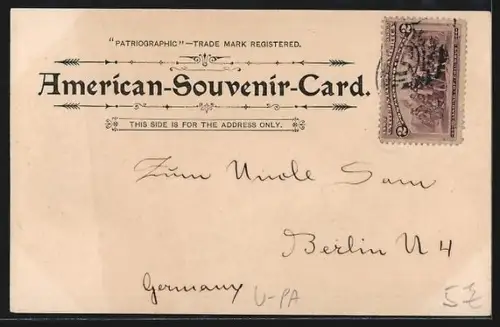 "PATRIOGRAPHIC"—TRADE MARK REGISTERED.
American-Souvenir-Card.
THIS SIDE IS FOR THE ADDRESS ONLY.
Zum Uncle Sam
Berlin N 4
Germany
U-PA
5